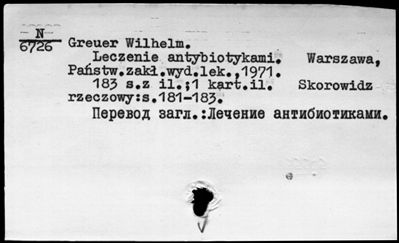 N
6726
Greuer Wilhelm.
Leczenie antybiotykami. Warszawa,
Państw.zakł.wyd.lek.,1971.
183 s.z il.;1 kart.il. Skorowidz
rzeczowy:s.181-183.
Перевод загл.:Лечение антибиотиками.